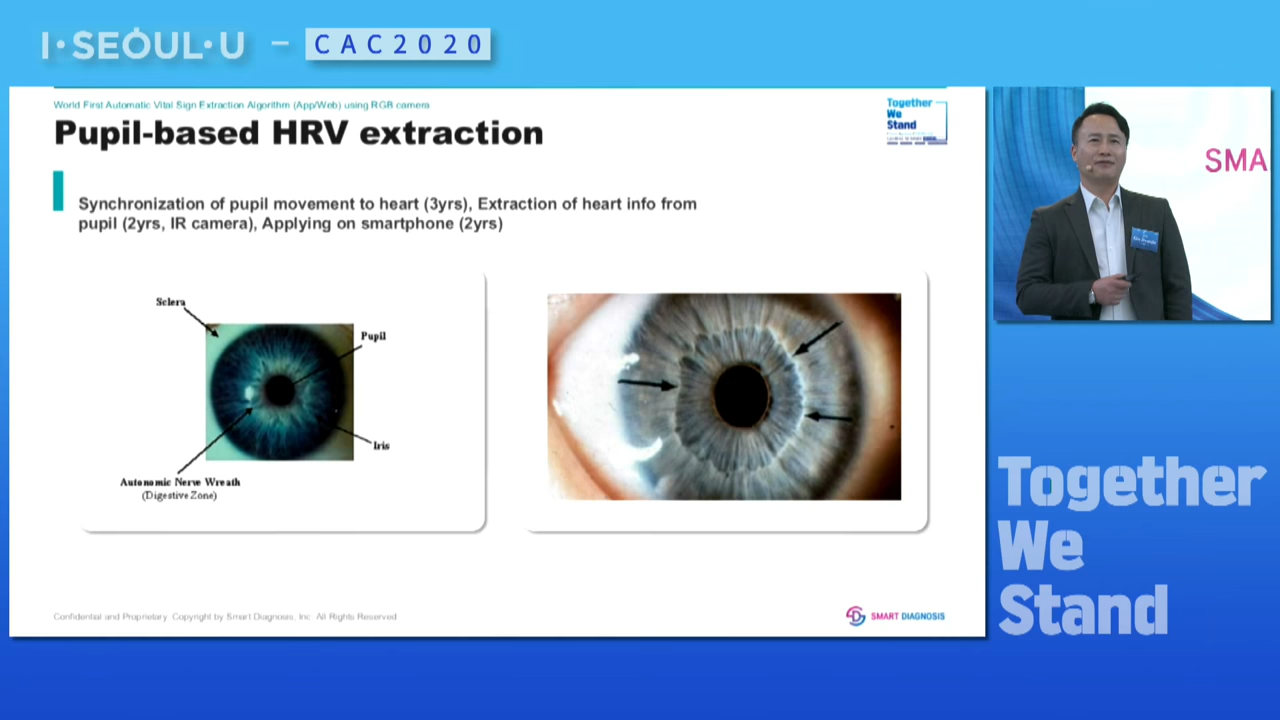 I·SEOUL·U – CAC2020
World First Automatic Vital Sign Extraction Algorithm (App/Web) using RGB camera
Pupil-based HRV extraction
Together
We
Stand
Synchronization of pupil movement to heart (3yrs), Extraction of heart info from
pupil (2yrs, IR camera), Applying on smartphone (2yrs)
Sclera
Pupil
Iris
Autonomic Nerve Wreath
(Digestive Zone)
Confidential and Proprietary. Copyright by Smart Diagnosis, Inc. All Rights Reserved
SMART DIAGNOSIS
SMA
Together
We
Stand